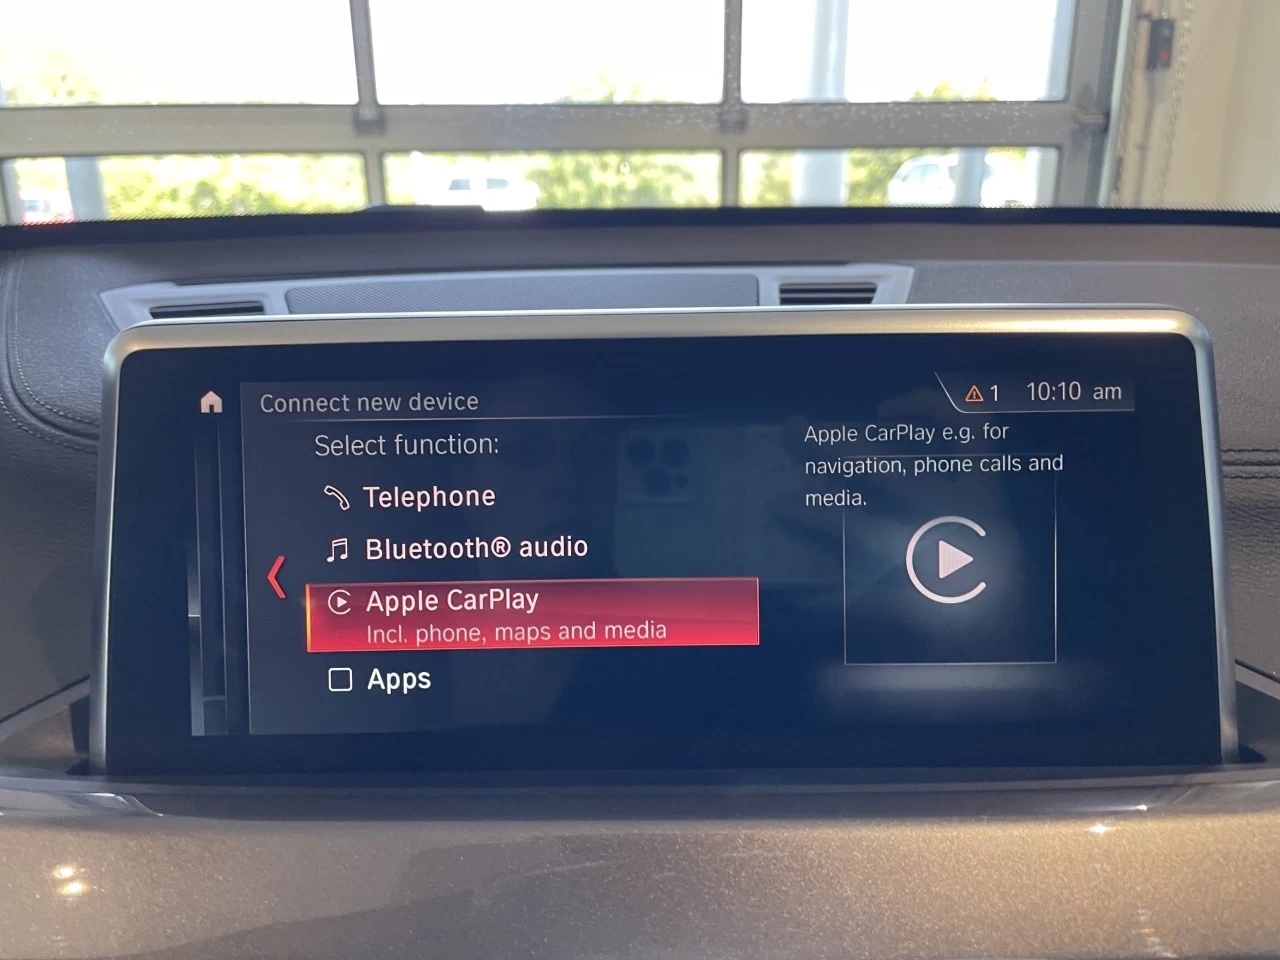 Connect new device
1 10:10 am
Select function:
Telephone
Bluetooth® audio
Apple CarPlay
Incl. phone, maps and media
Apps
Apple CarPlay e.g. for
navigation, phone calls and
media.